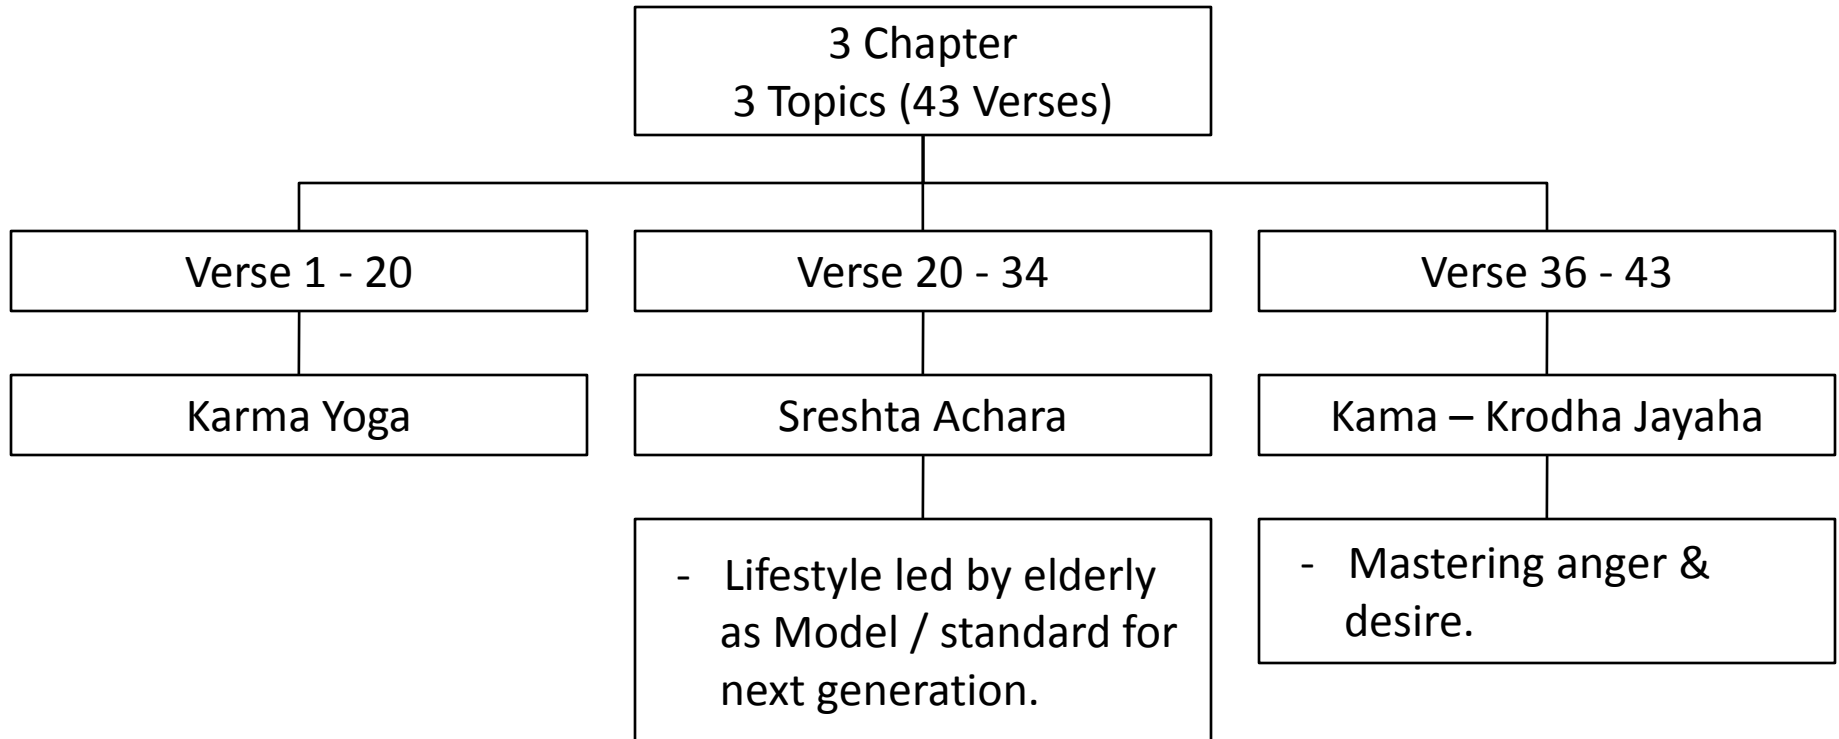 3 Chapter
3 Topics (43 Verses)
Verse 1 - 20
Verse 20 - 34
Verse 36 - 43
Karma Yoga
Sreshta Achara
Kama – Krodha Jayaha
- Lifestyle led by elderly
as Model / standard for
next generation.
- Mastering anger &
desire.